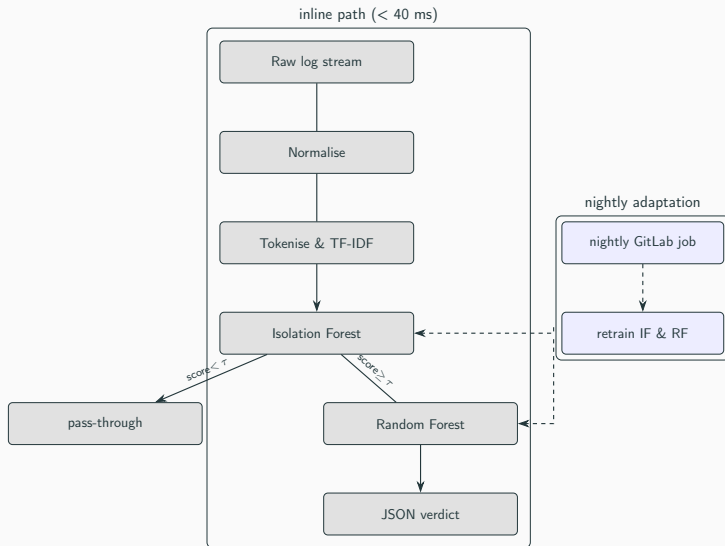 inline path (< 40 ms)
Raw log stream
Normalise
nightly adaptation
Tokenise & TF-IDF
nightly GitLab job
Isolation Forest
retrain IF & RF
score< τ
score≥ τ
pass-through
Random Forest
JSON verdict